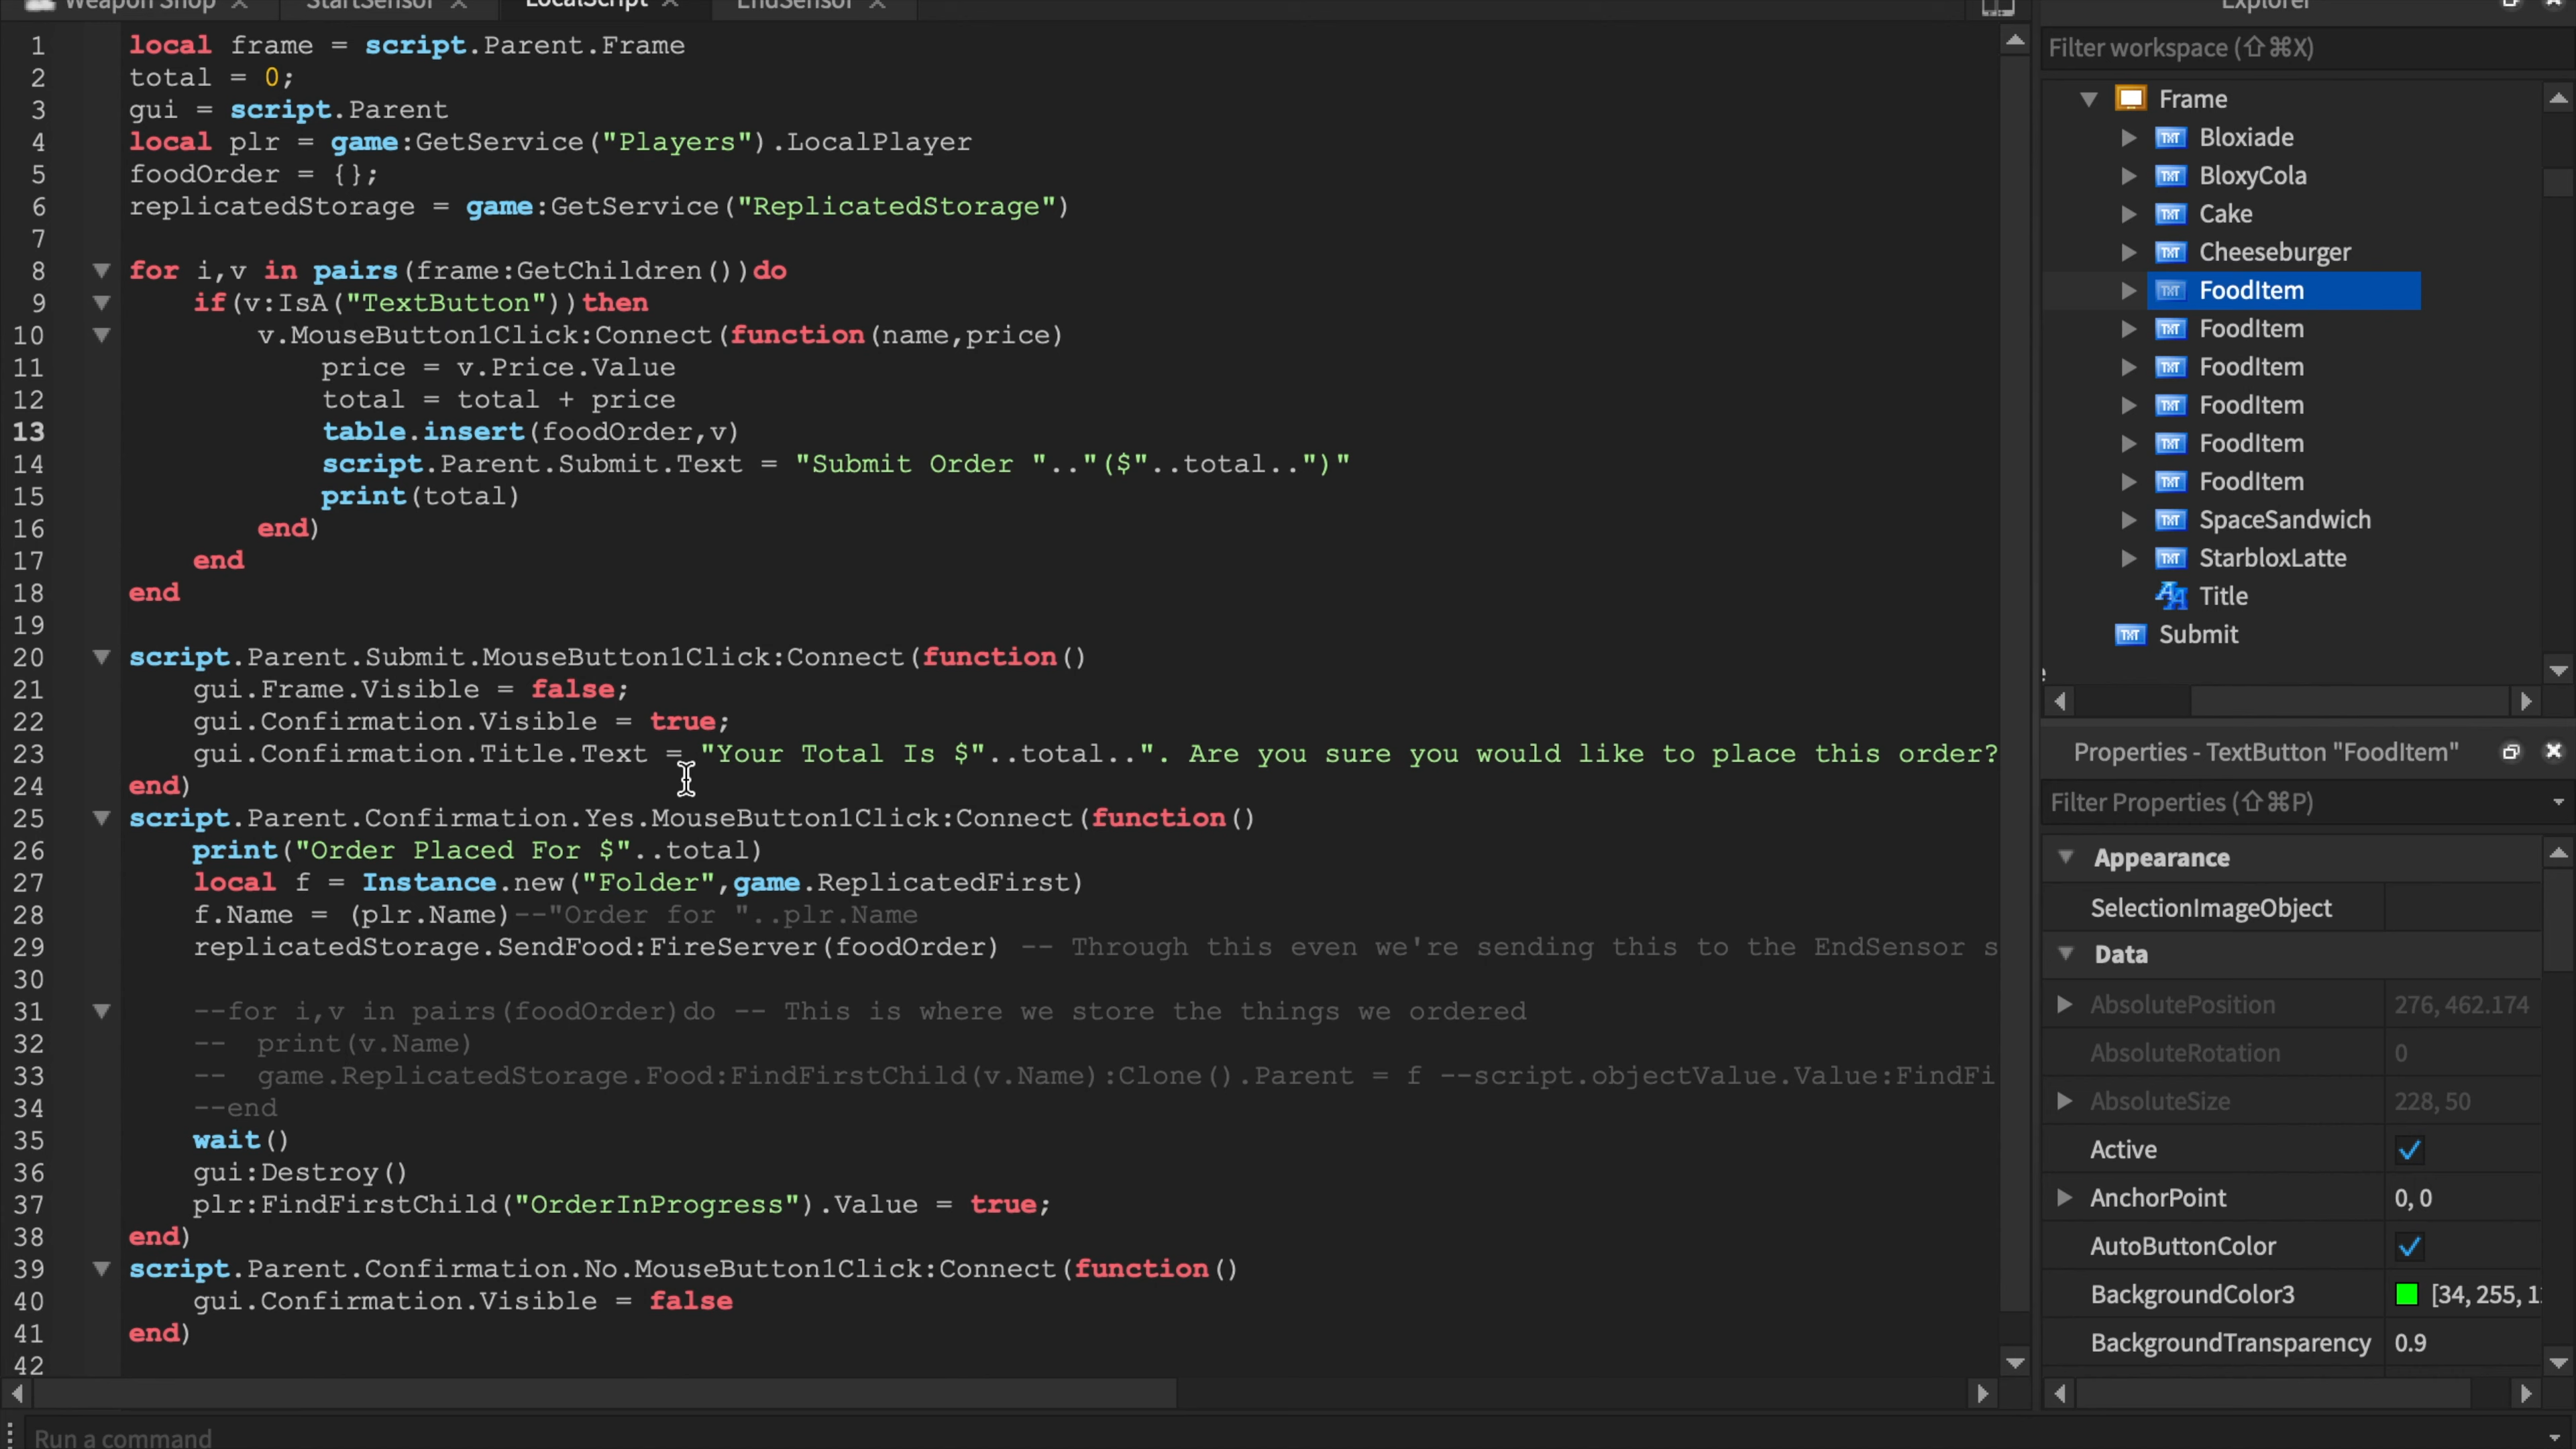 Weapon Shop
StartSensor
LocalScript
EndSensor
1 local frame = script.Parent.Frame
2 total = 0;
3 gui = script.Parent
4 local plr = game:GetService("Players").LocalPlayer
5 foodOrder = {};
6 replicatedStorage = game:GetService("ReplicatedStorage")
7
8 for i,v in pairs(frame:GetChildren())do
9 if(v:IsA("TextButton"))then
10 v.MouseButton1Click:Connect(function(name,price)
11 price = v.Price.Value
12 total = total + price
13 table.insert(foodOrder,v)
14 script.Parent.Submit.Text = "Submit Order ".."($"..total..")"
15 print(total)
16 end)
17 end
18 end
19
20 script.Parent.Submit.MouseButton1Click:Connect(function()
21 gui.Frame.Visible = false;
22 gui.Confirmation.Visible = true;
23 gui.Confirmation.Title.Text = "Your Total Is $"..total..". Are you sure you would like to place this order?
24 end)
25 script.Parent.Confirmation.Yes.MouseButton1Click:Connect(function()
26 print("Order Placed For $"..total)
27 local f = Instance.new("Folder",game.ReplicatedFirst)
28 f.Name = (plr.Name)--"Order for "..plr.Name
29 replicatedStorage.SendFood:FireServer(foodOrder) -- Through this even we're sending this to the EndSensor s
30
31 --for i,v in pairs(foodOrder)do -- This is where we store the things we ordered
32 -- print(v.Name)
33 -- game.ReplicatedStorage.Food:FindFirstChild(v.Name):Clone().Parent = f --script.objectValue.Value:FindFi
34 --end
35 wait()
36 gui:Destroy()
37 plr:FindFirstChild("OrderInProgress").Value = true;
38 end)
39 script.Parent.Confirmation.No.MouseButton1Click:Connect(function()
40 gui.Confirmation.Visible = false
41 end)
42
Run a command
Explorer
Filter workspace (⇧⌘X)
Frame
TXT Bloxiade
TXT BloxyCola
TXT Cake
TXT Cheeseburger
TXT FoodItem
TXT FoodItem
TXT FoodItem
TXT FoodItem
TXT FoodItem
TXT FoodItem
TXT SpaceSandwich
TXT StarbloxLatte
AA Title
TXT Submit
Properties - TextButton "FoodItem"
Filter Properties (⇧⌘P)
Appearance
SelectionImageObject
Data
AbsolutePosition 276, 462.174
AbsoluteRotation 0
AbsoluteSize 228, 50
Active
AnchorPoint 0, 0
AutoButtonColor
BackgroundColor3 [34, 255, 1
BackgroundTransparency 0.9